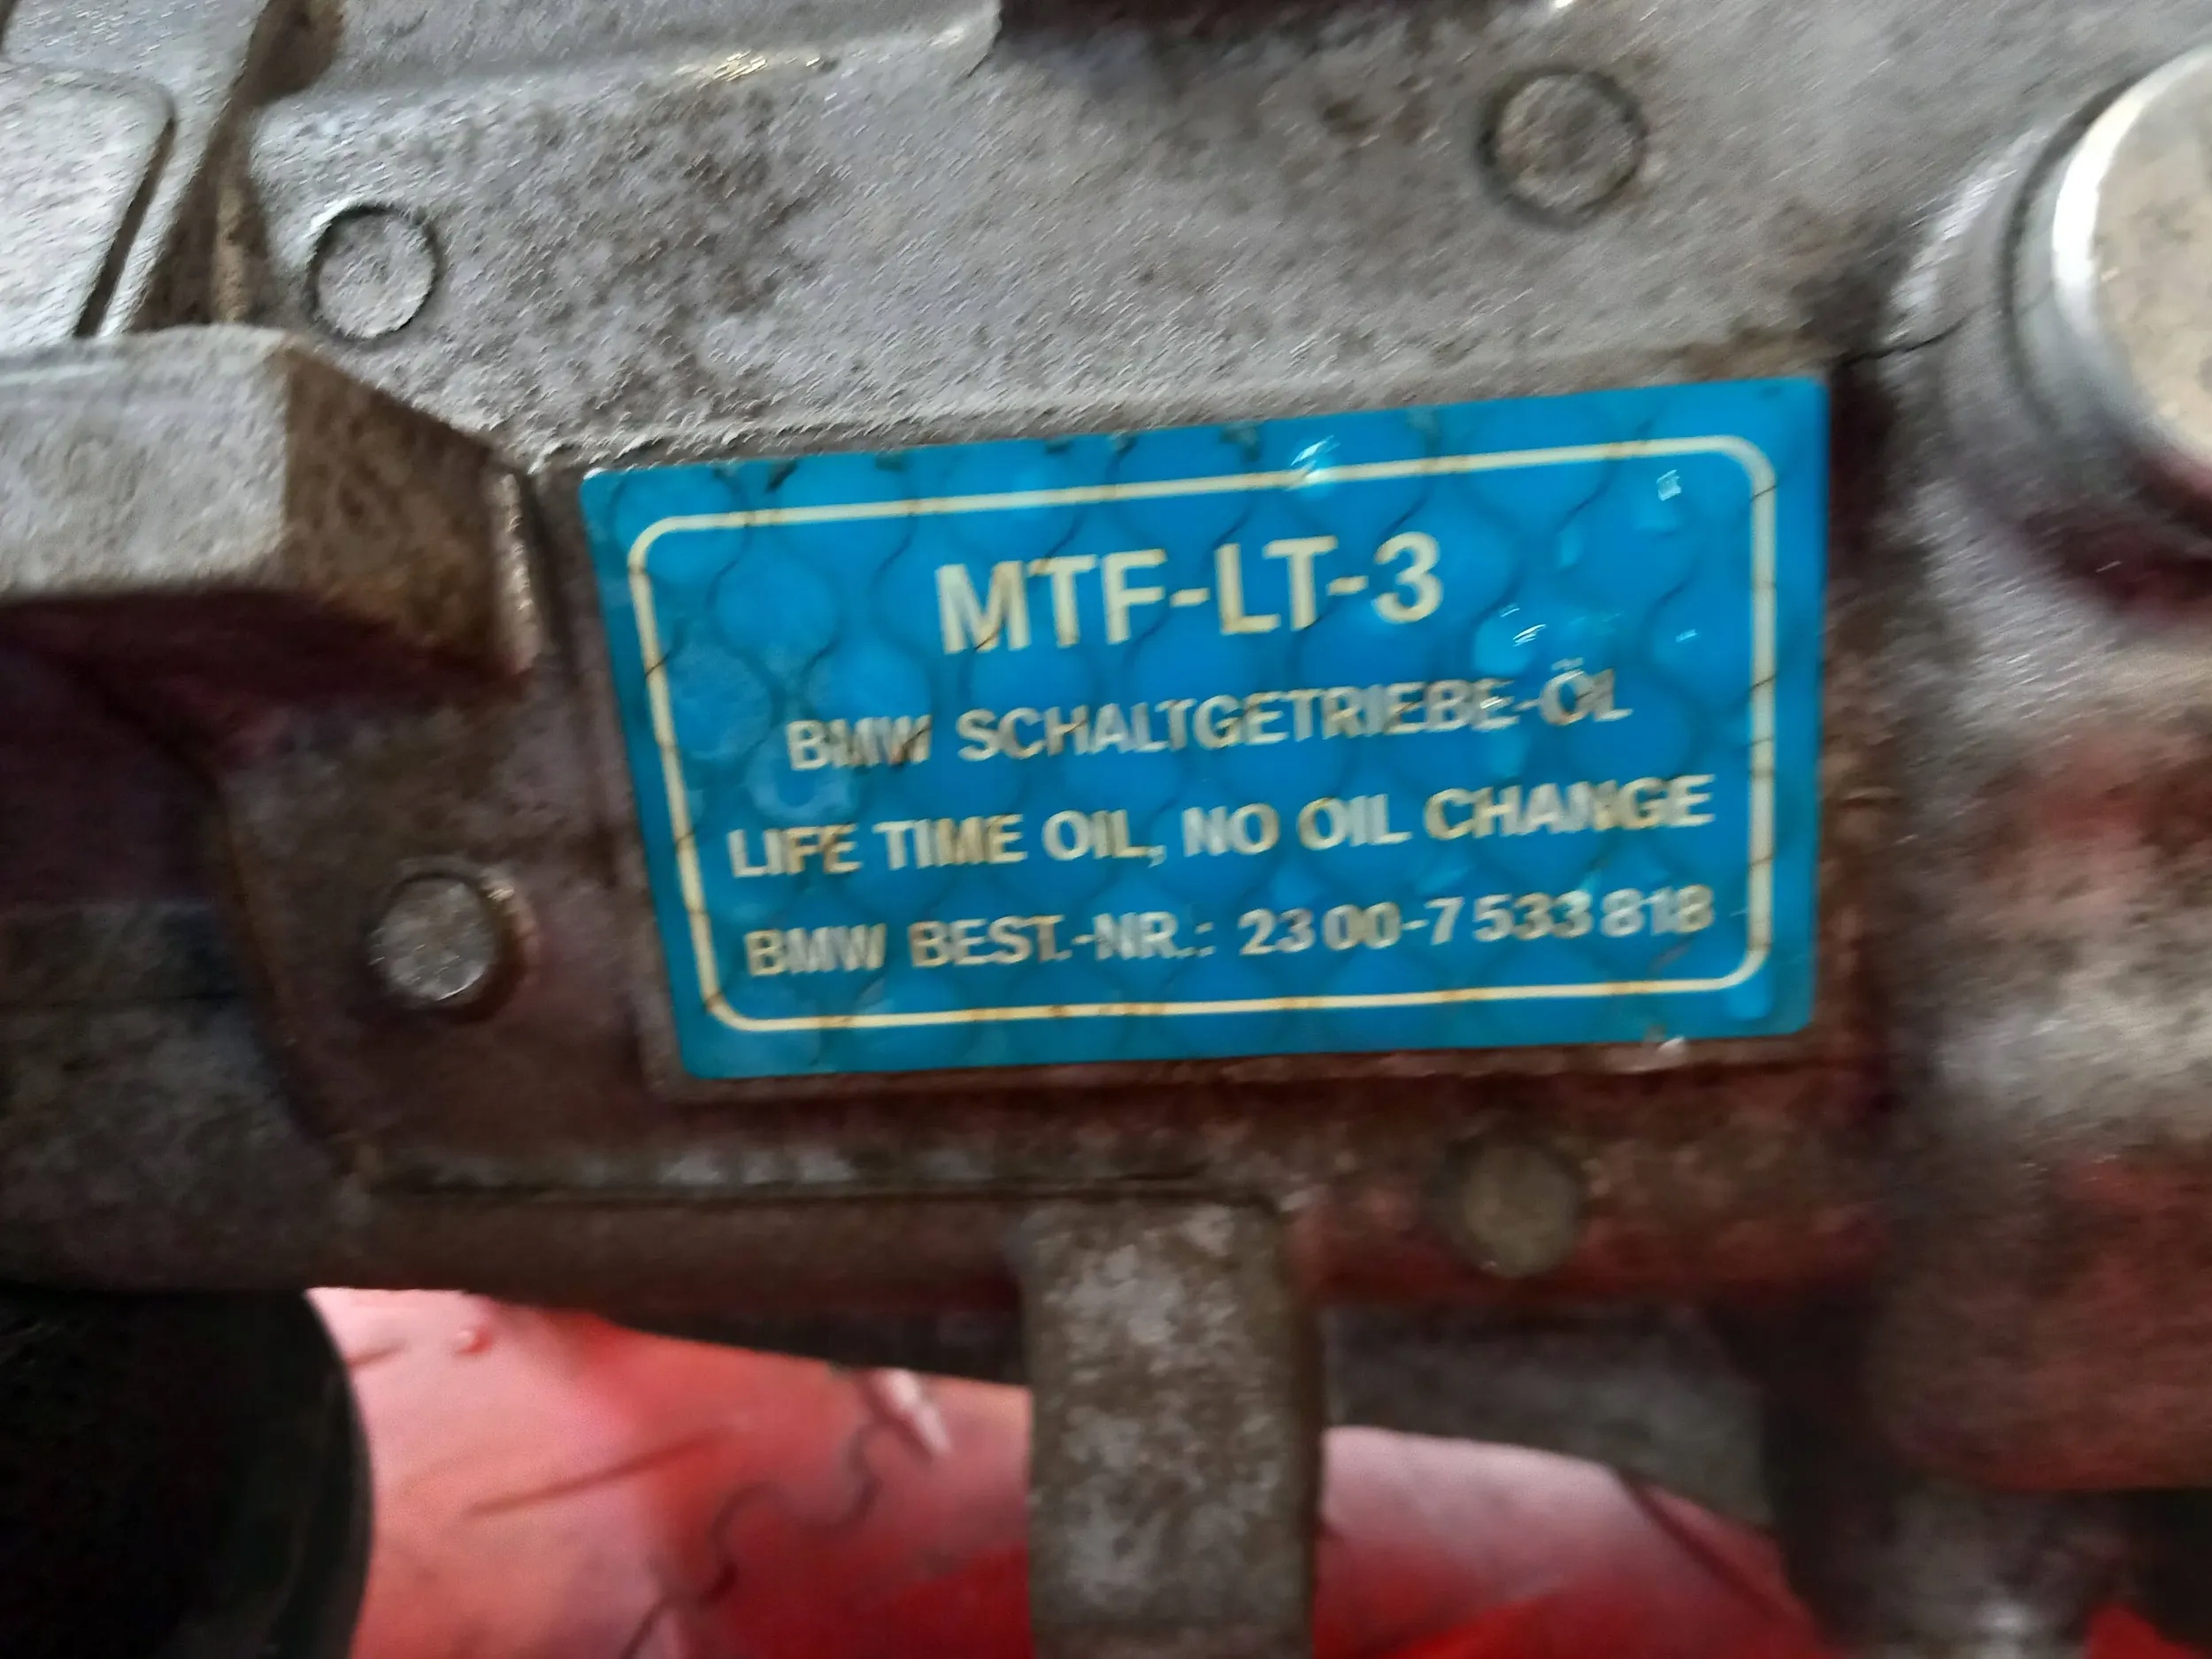 MTF-LT-3
BMW SCHALTGETRIEBE-ÖL
LIFE TIME OIL, NO OIL CHANGE
BMW BEST.-NR.: 2300-7533818